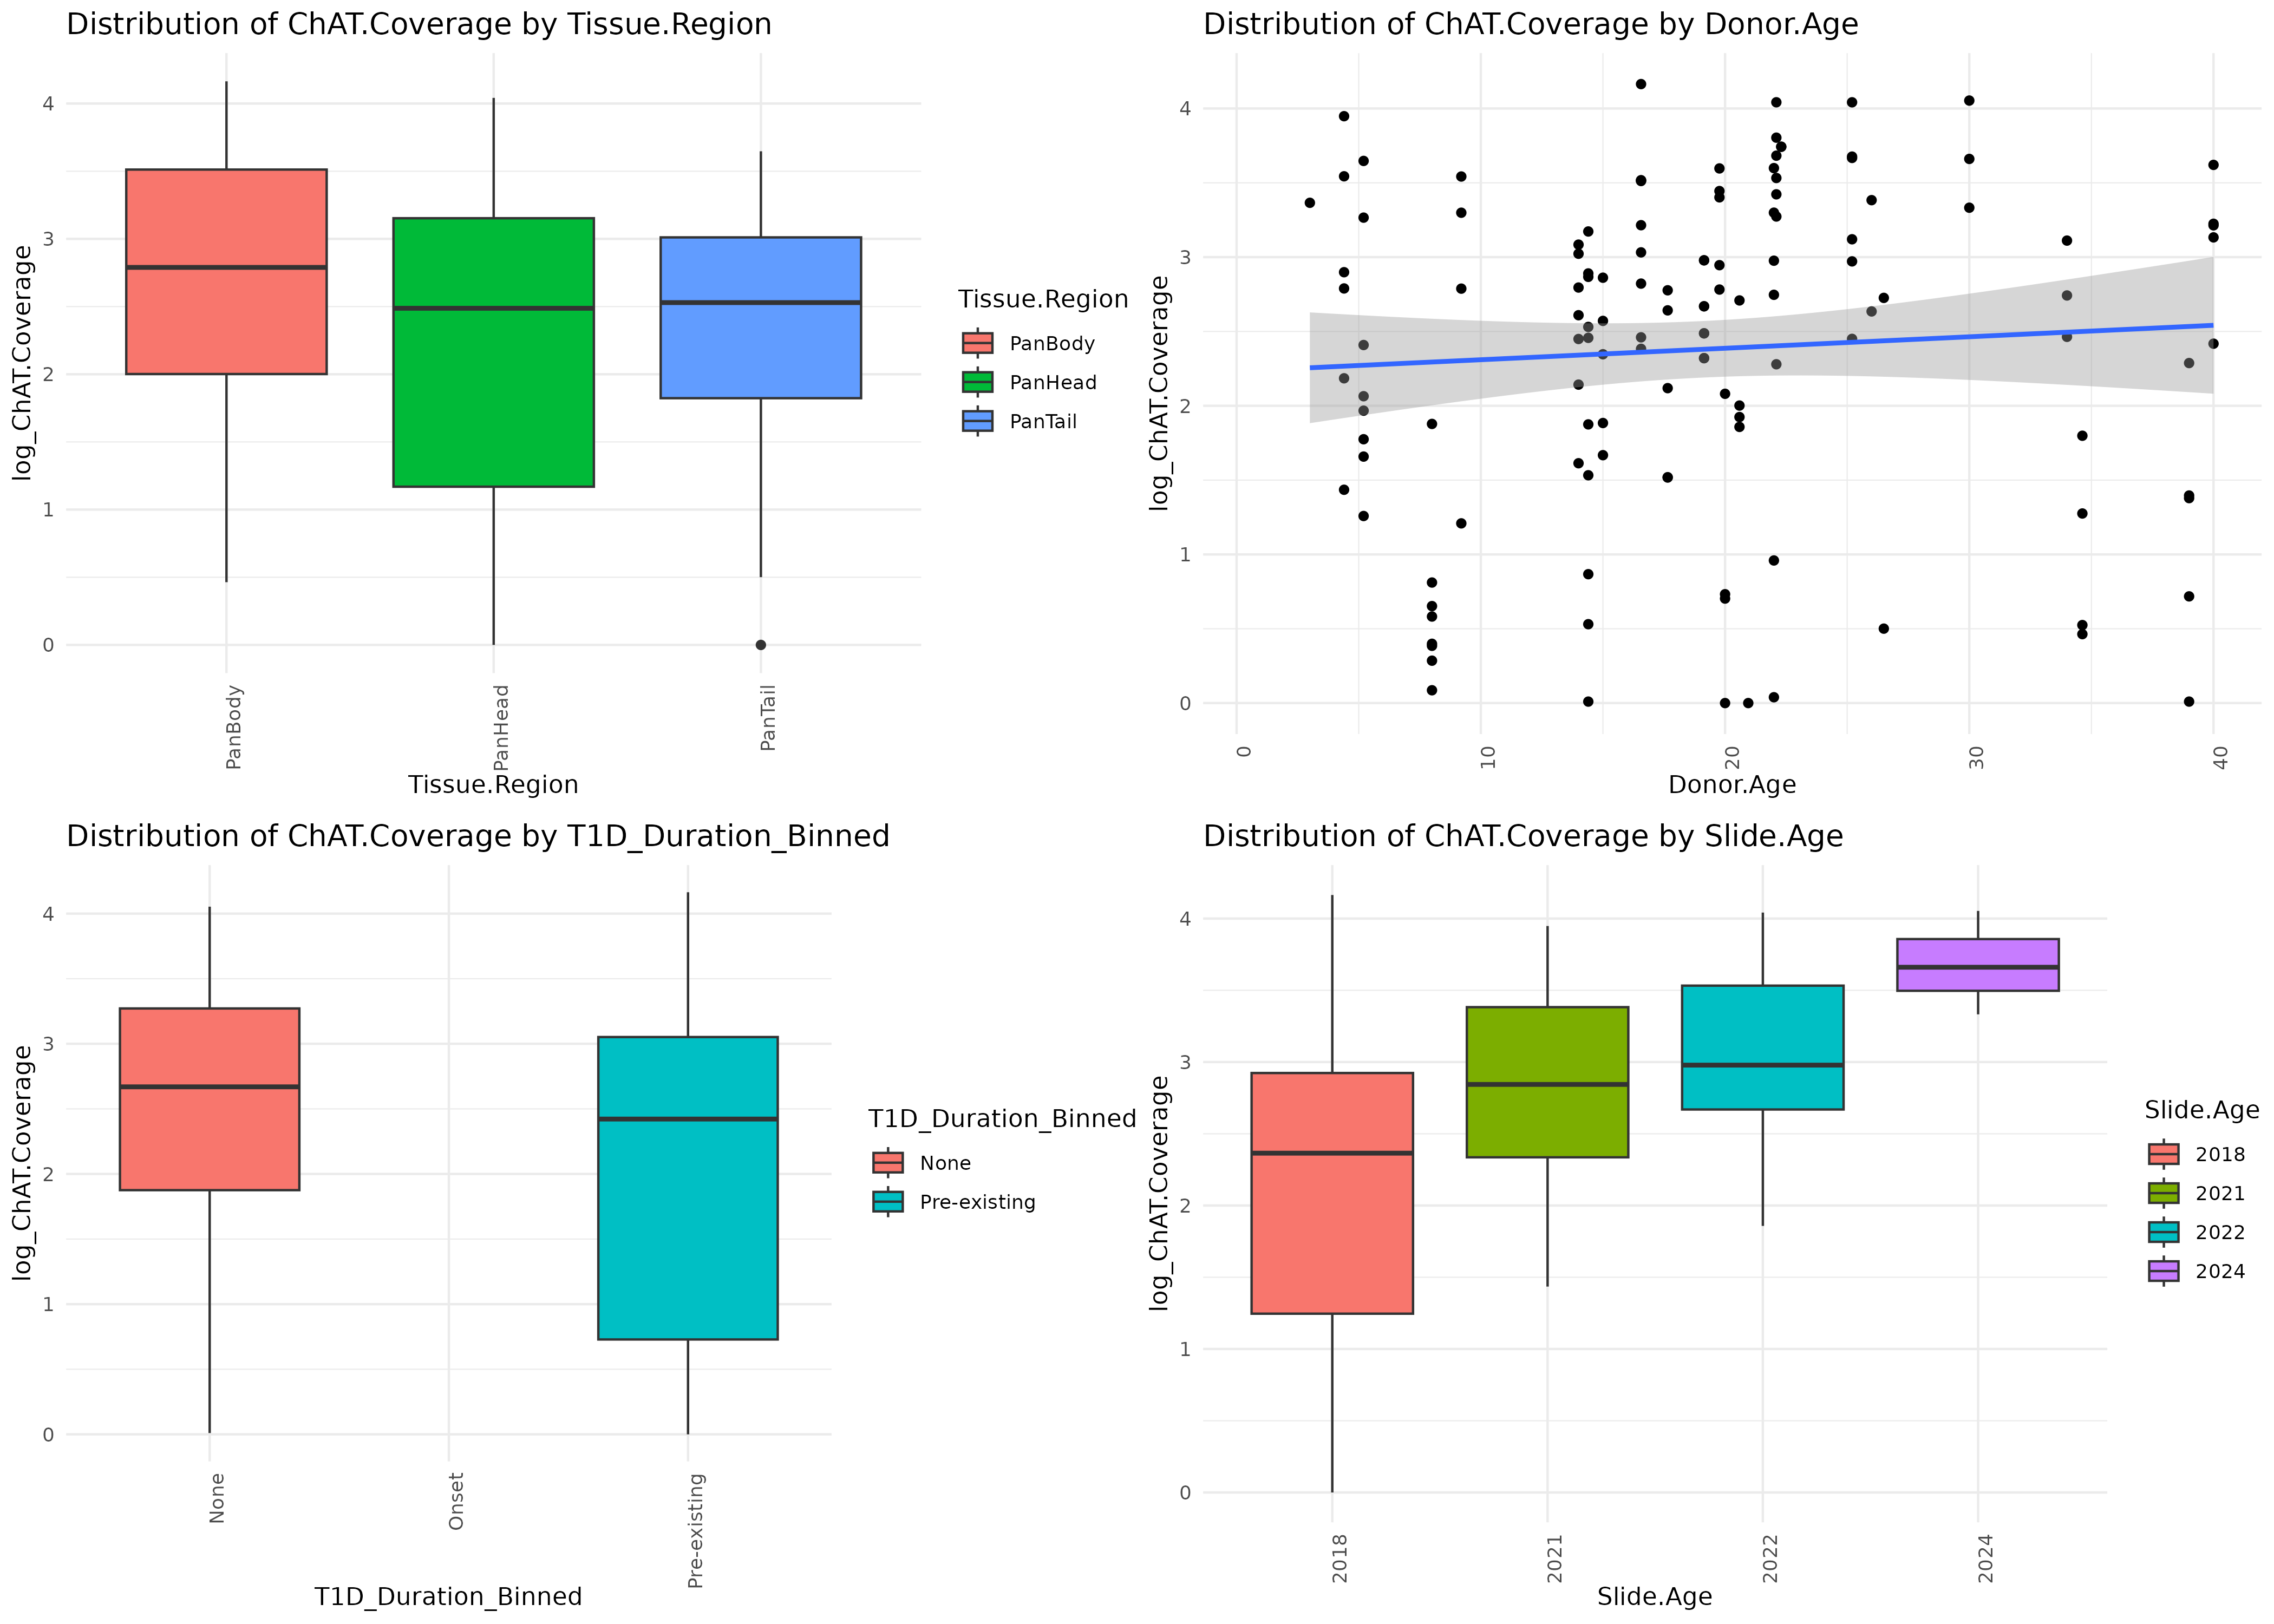 Distribution of ChAT.Coverage by Tissue.Region
log_ChAT.Coverage
4
3
2
1
0
PanBody
PanHead
PanTail
Tissue.Region
Tissue.Region
PanBody
PanHead
PanTail
Distribution of ChAT.Coverage by Donor.Age
log_ChAT.Coverage
4
3
2
1
0
0
10
20
30
40
Donor.Age
Distribution of ChAT.Coverage by T1D_Duration_Binned
log_ChAT.Coverage
4
3
2
1
0
None
Onset
Pre-existing
T1D_Duration_Binned
T1D_Duration_Binned
None
Pre-existing
Distribution of ChAT.Coverage by Slide.Age
log_ChAT.Coverage
4
3
2
1
0
2018
2021
2022
2024
Slide.Age
Slide.Age
2018
2021
2022
2024